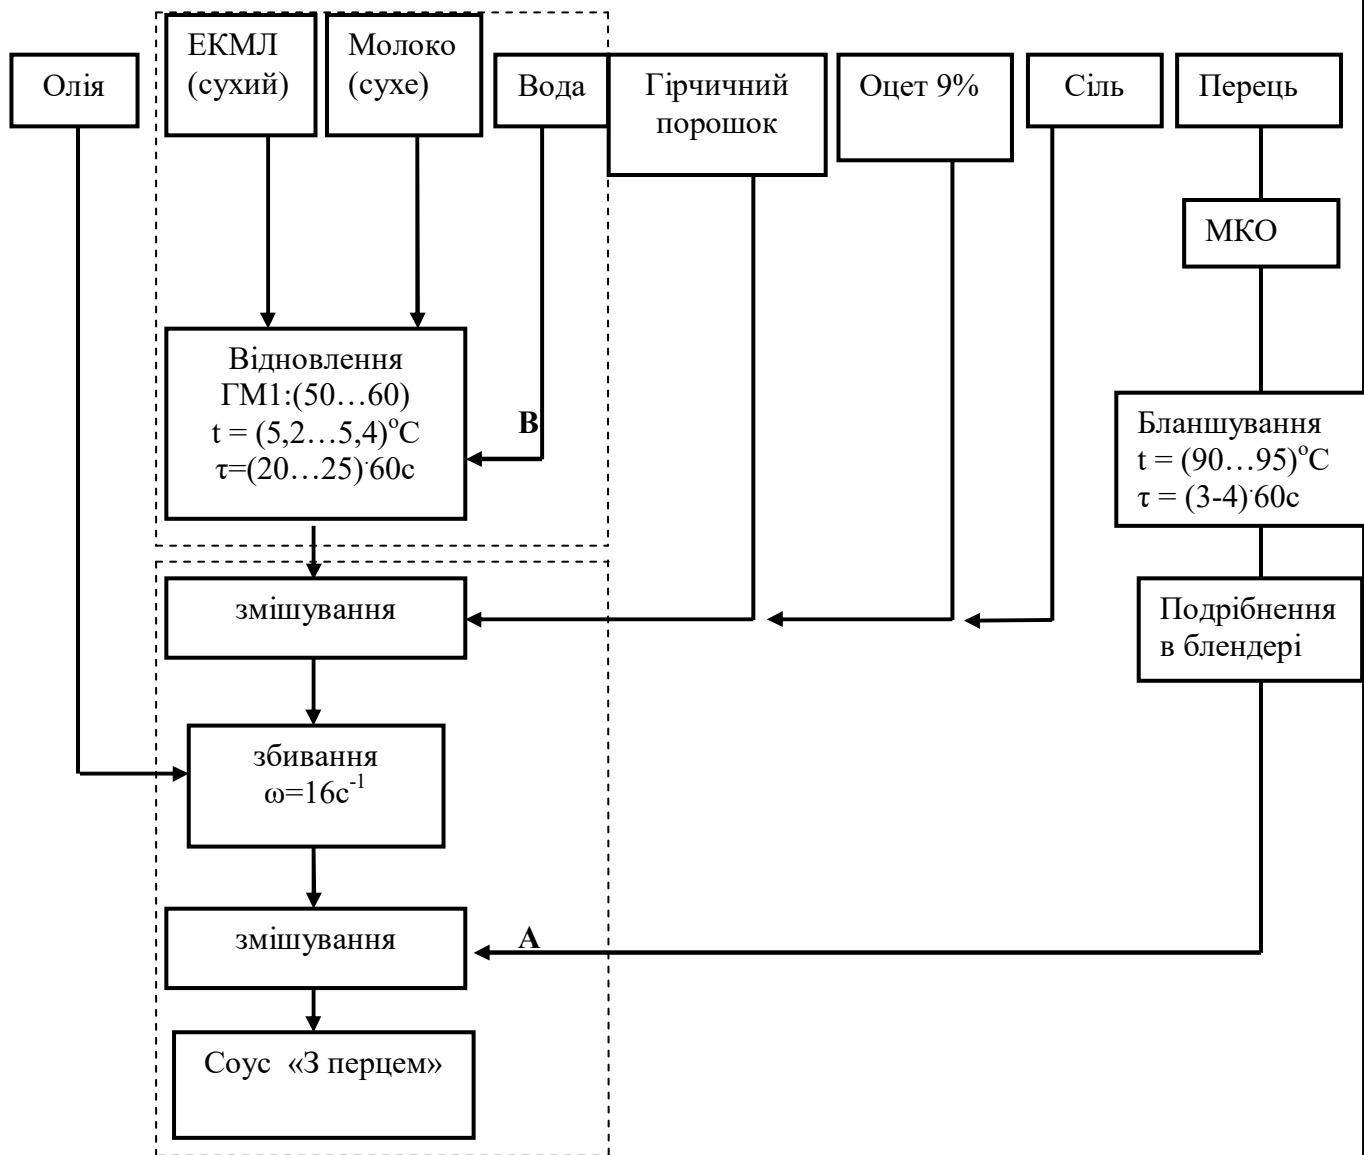 Олія
ЕКМЛ
(сухий)
Молоко
(сухе)
Вода
Гірчичний
порошок
Оцет 9%
Сіль
Перець
МКО
Відновлення
ГМ1:(50…60)
t = (5,2…5,4)°C
τ=(20…25)·60с
В
Бланшування
t = (90…95)°C
τ = (3-4)·60с
змішування
Подрібнення
в блендері
збивання
ω=16с⁻¹
змішування
А
Соус «З перцем»